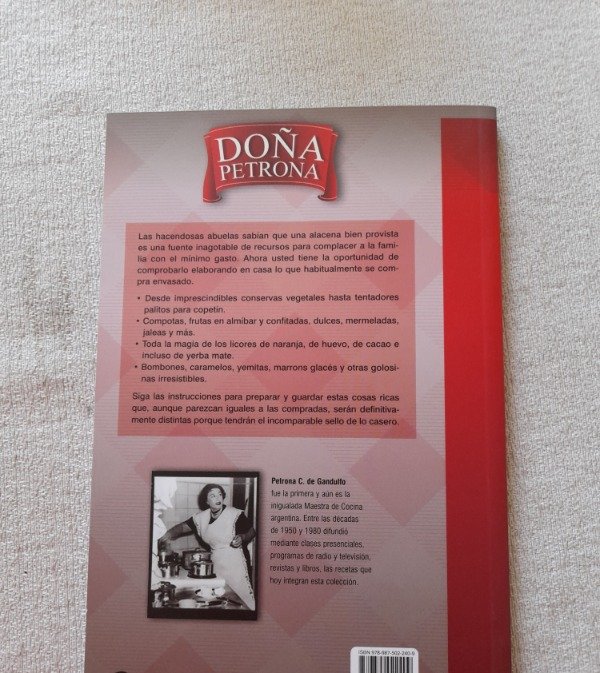 DOÑA
PETRONA
Las hacendosas abuelas sabían que una alacena bien provista
es una fuente inagotable de recursos para complacer a la fami-
lia con el mínimo gasto. Ahora usted tiene la oportunidad de
comprobarlo elaborando en casa lo que habitualmente se com-
pra envasado.
• Desde imprescindibles conservas vegetales hasta tentadores
palitos para copetín.
• Compotas, frutas en almíbar y confitadas, dulces, mermeladas,
jaleas y más.
• Toda la magia de los licores de naranja, de huevo, de cacao e
incluso de yerba mate.
• Bombones, caramelos, yemitas, marrons glacés y otras golosi-
nas irresistibles.
Siga las instrucciones para preparar y guardar estas cosas ricas
que, aunque parezcan iguales a las compradas, serán definitiva-
mente distintas porque tendrán el incomparable sello de lo casero.
Petrona C. de Gandulfo
fue la primera y aún es la
inigualada Maestra de Cocina
argentina. Entre las décadas
de 1950 y 1980 difundió
mediante clases presenciales,
programas de radio y televisión,
revistas y libros, las recetas que
hoy integran esta colección.
ISBN 978-987-502-240-9